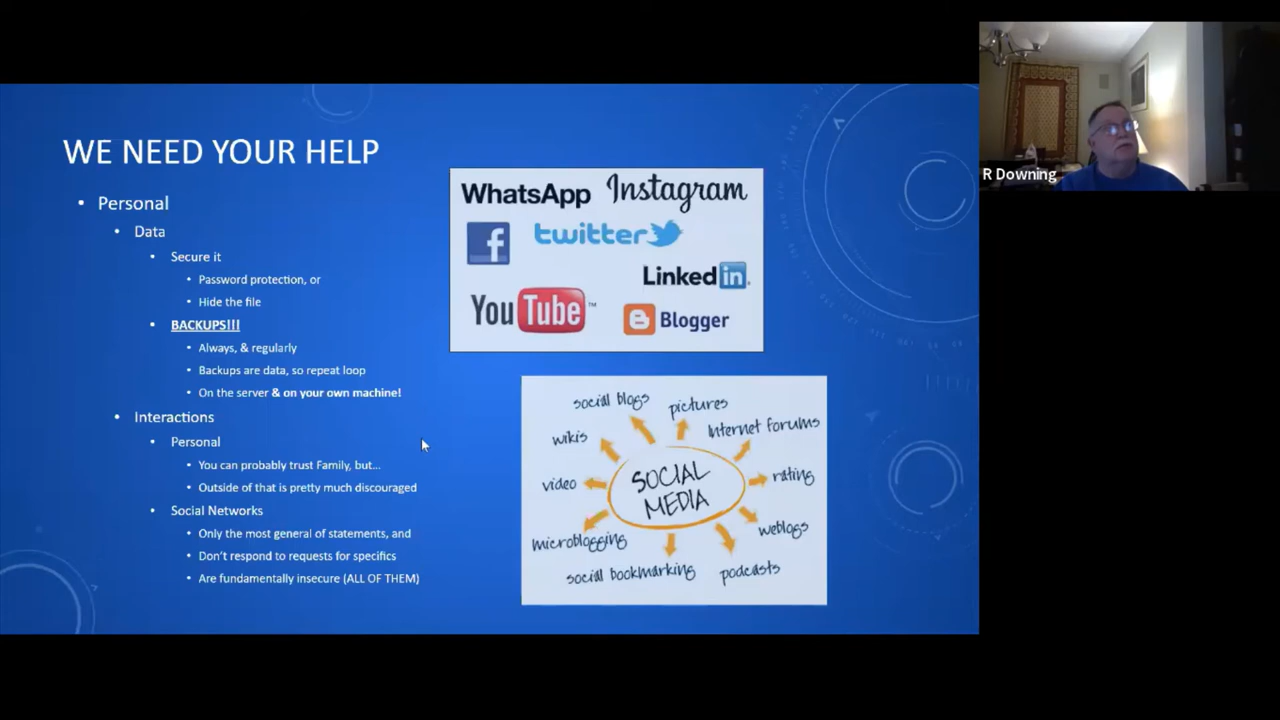 WE NEED YOUR HELP
• Personal
• Data
• Secure it
• Password protection, or
• Hide the file
• BACKUPS!!!
• Always, & regularly
• Backups are data, so repeat loop
• On the server & on your own machine!
• Interactions
• Personal
• You can probably trust Family, but...
• Outside of that is pretty much discouraged
• Social Networks
• Only the most general of statements, and
• Don't respond to requests for specifics
• Are fundamentally insecure (ALL OF THEM)
WhatsApp Instagram
f twitter
Linked in
YouTube™
B Blogger
social blogs
pictures
Internet forums
wikis
video
SOCIAL
MEDIA
rating
microblogging
weblogs
social bookmarking
podcasts
R Downing